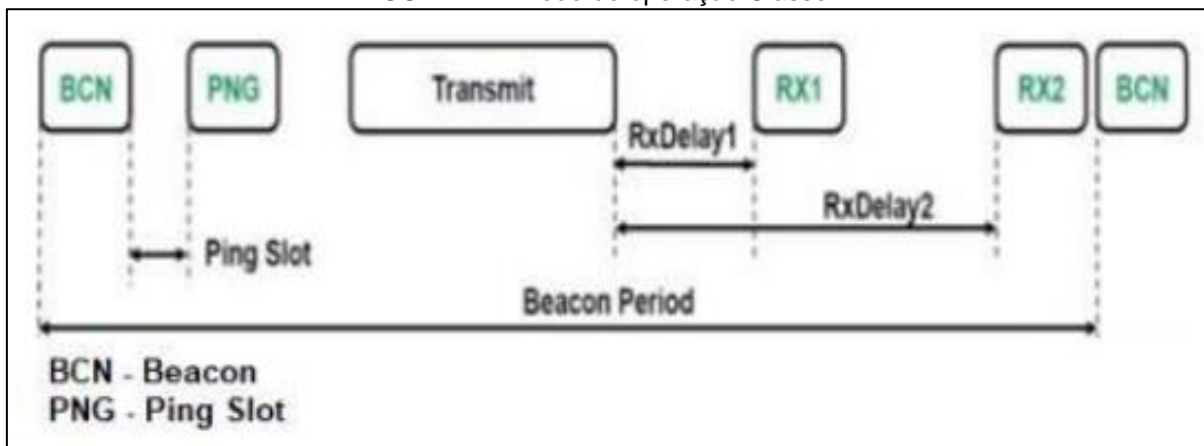 BCN PNG Transmit RX1 RX2 BCN
RxDelay1
RxDelay2
Ping Slot
Beacon Period
BCN - Beacon
PNG - Ping Slot